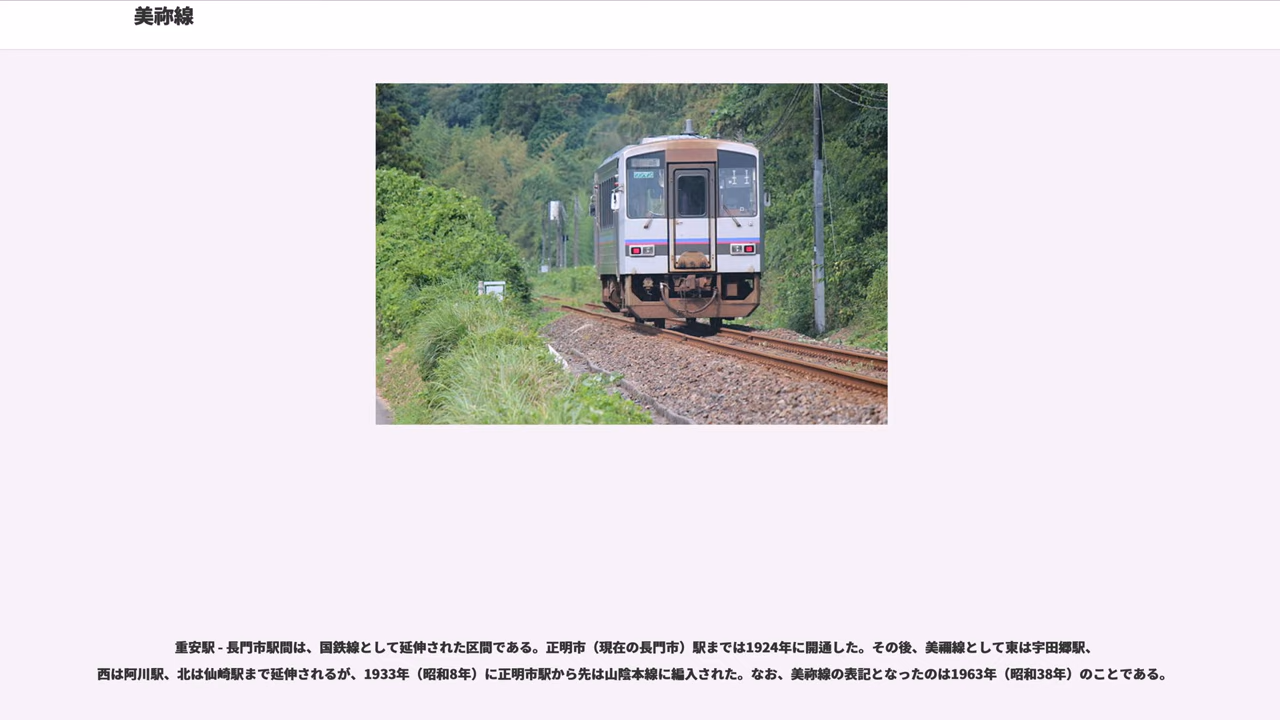 美祢線
重安駅 - 長門市駅間は、国鉄線として延伸された区間である。正明市（現在の長門市）駅までは1924年に開通した。その後、美禰線として東は宇田郷駅、
西は阿川駅、北は仙崎駅まで延伸されるが、1933年（昭和8年）に正明市駅から先は山陰本線に編入された。なお、美祢線の表記となったのは1963年（昭和38年）のことである。